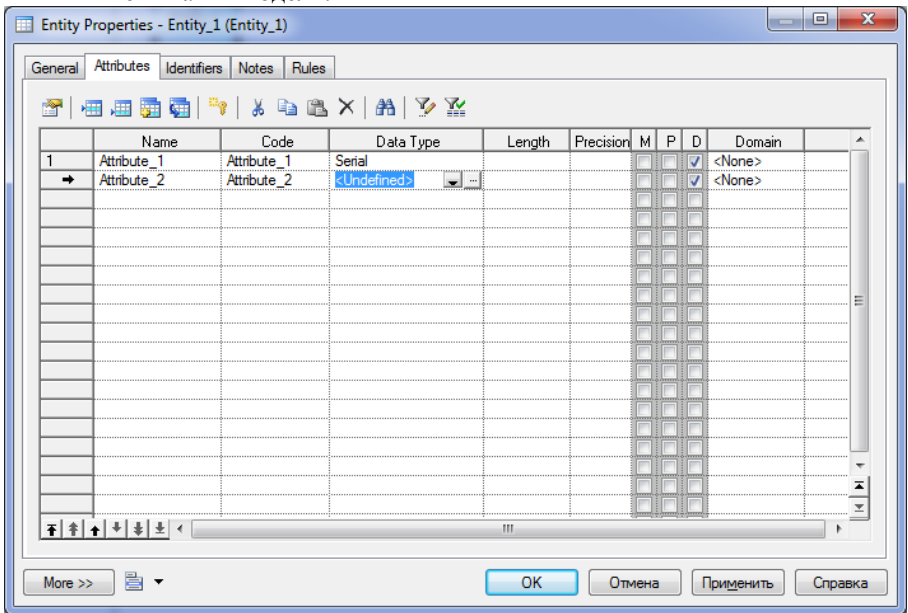 Entity Properties - Entity_1 (Entity_1)
General Attributes Identifiers Notes Rules
Name Code Data Type Length Precision M P D Domain
1 Attribute_1 Attribute_1 Serial <None>
Attribute_2 Attribute_2 <Undefined> ... <None>
More >> OK Отмена Применить Справка